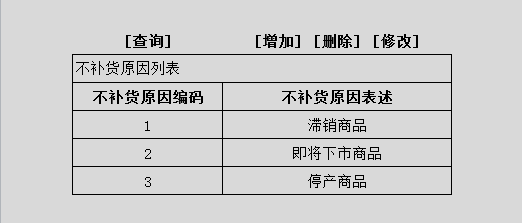 [查询] [增加] [删除] [修改]
不补货原因列表
不补货原因编码 不补货原因表述
1 滞销商品
2 即将下市商品
3 停产商品